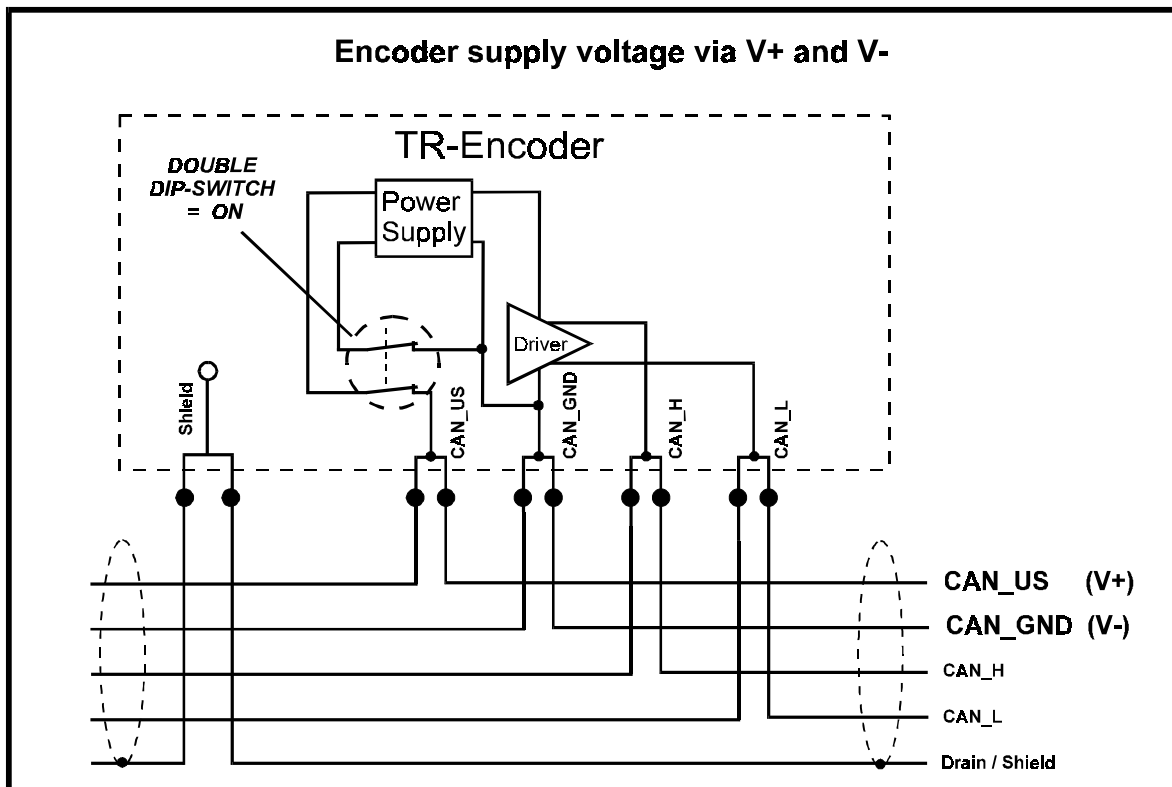 Encoder supply voltage via V+ and V-
TR-Encoder
DOUBLE
DIP-SWITCH
= ON
Power
Supply
Driver
Shield
CAN_US
CAN_GND
CAN_H
CAN_L
CAN_US (V+)
CAN_GND (V-)
CAN_H
CAN_L
Drain / Shield